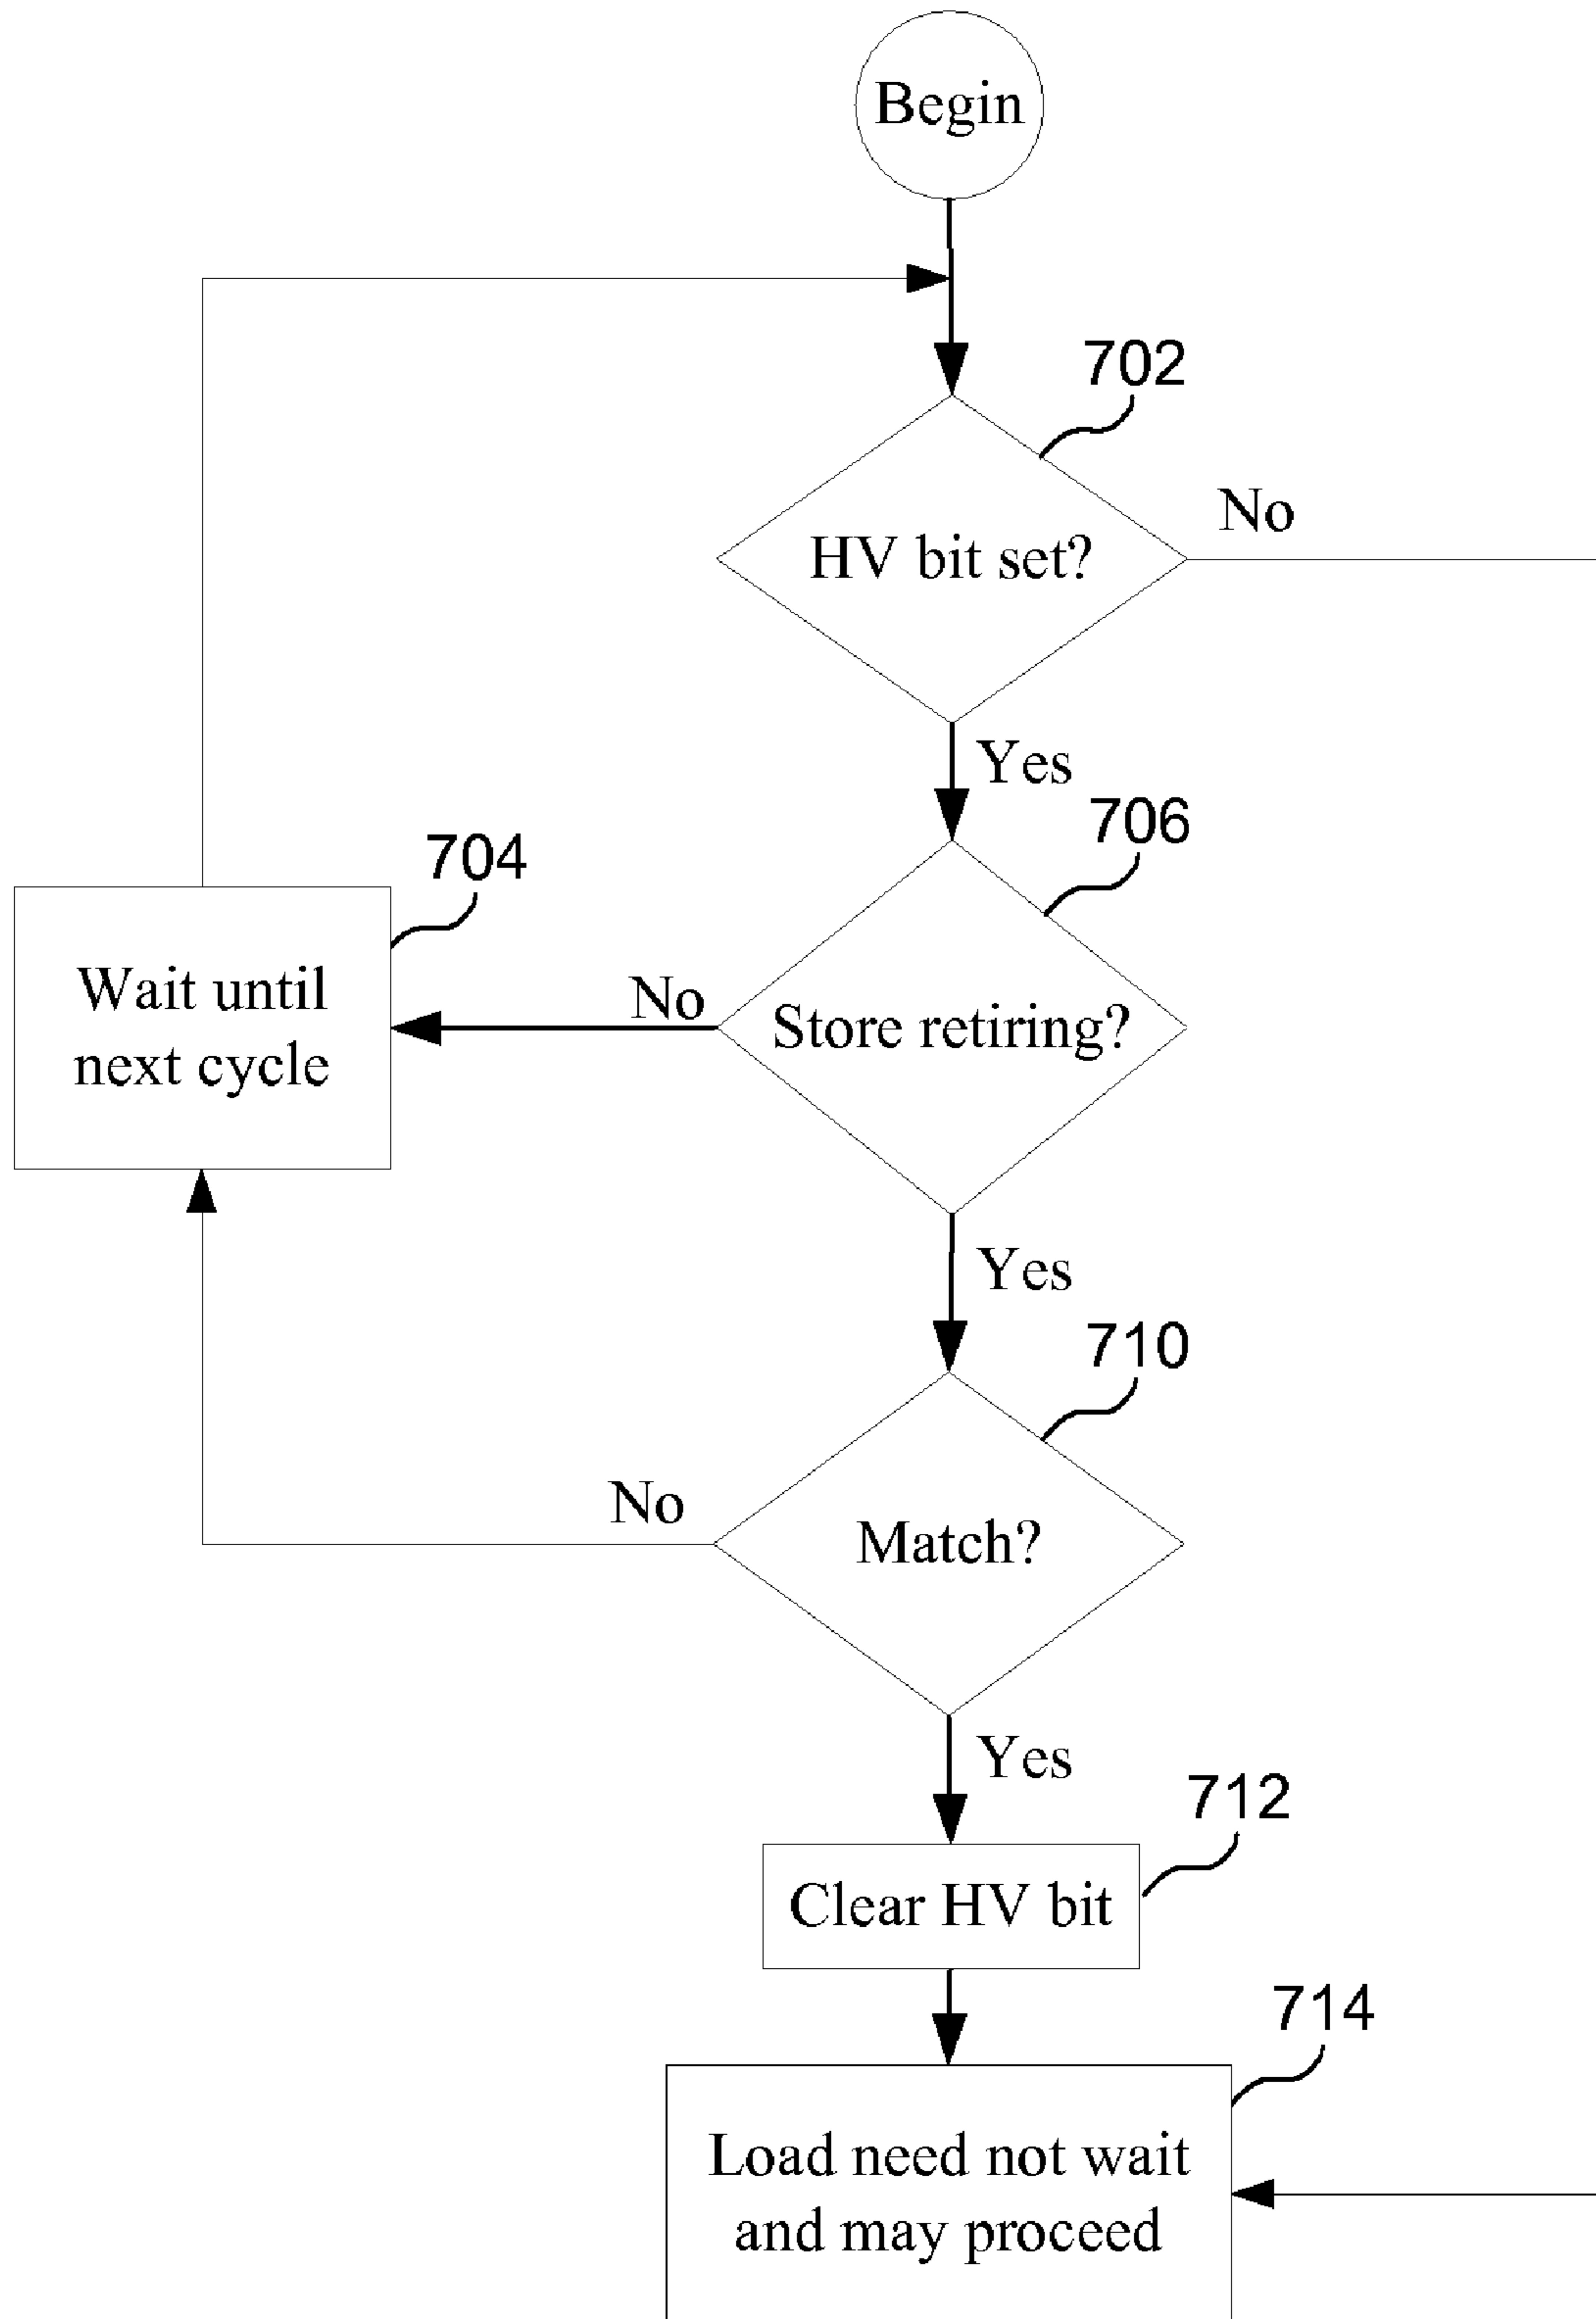 Begin
702
HV bit set?
No
Yes
706
704
Wait until
next cycle
No
Store retiring?
Yes
710
No
Match?
Yes
712
Clear HV bit
714
Load need not wait
and may proceed